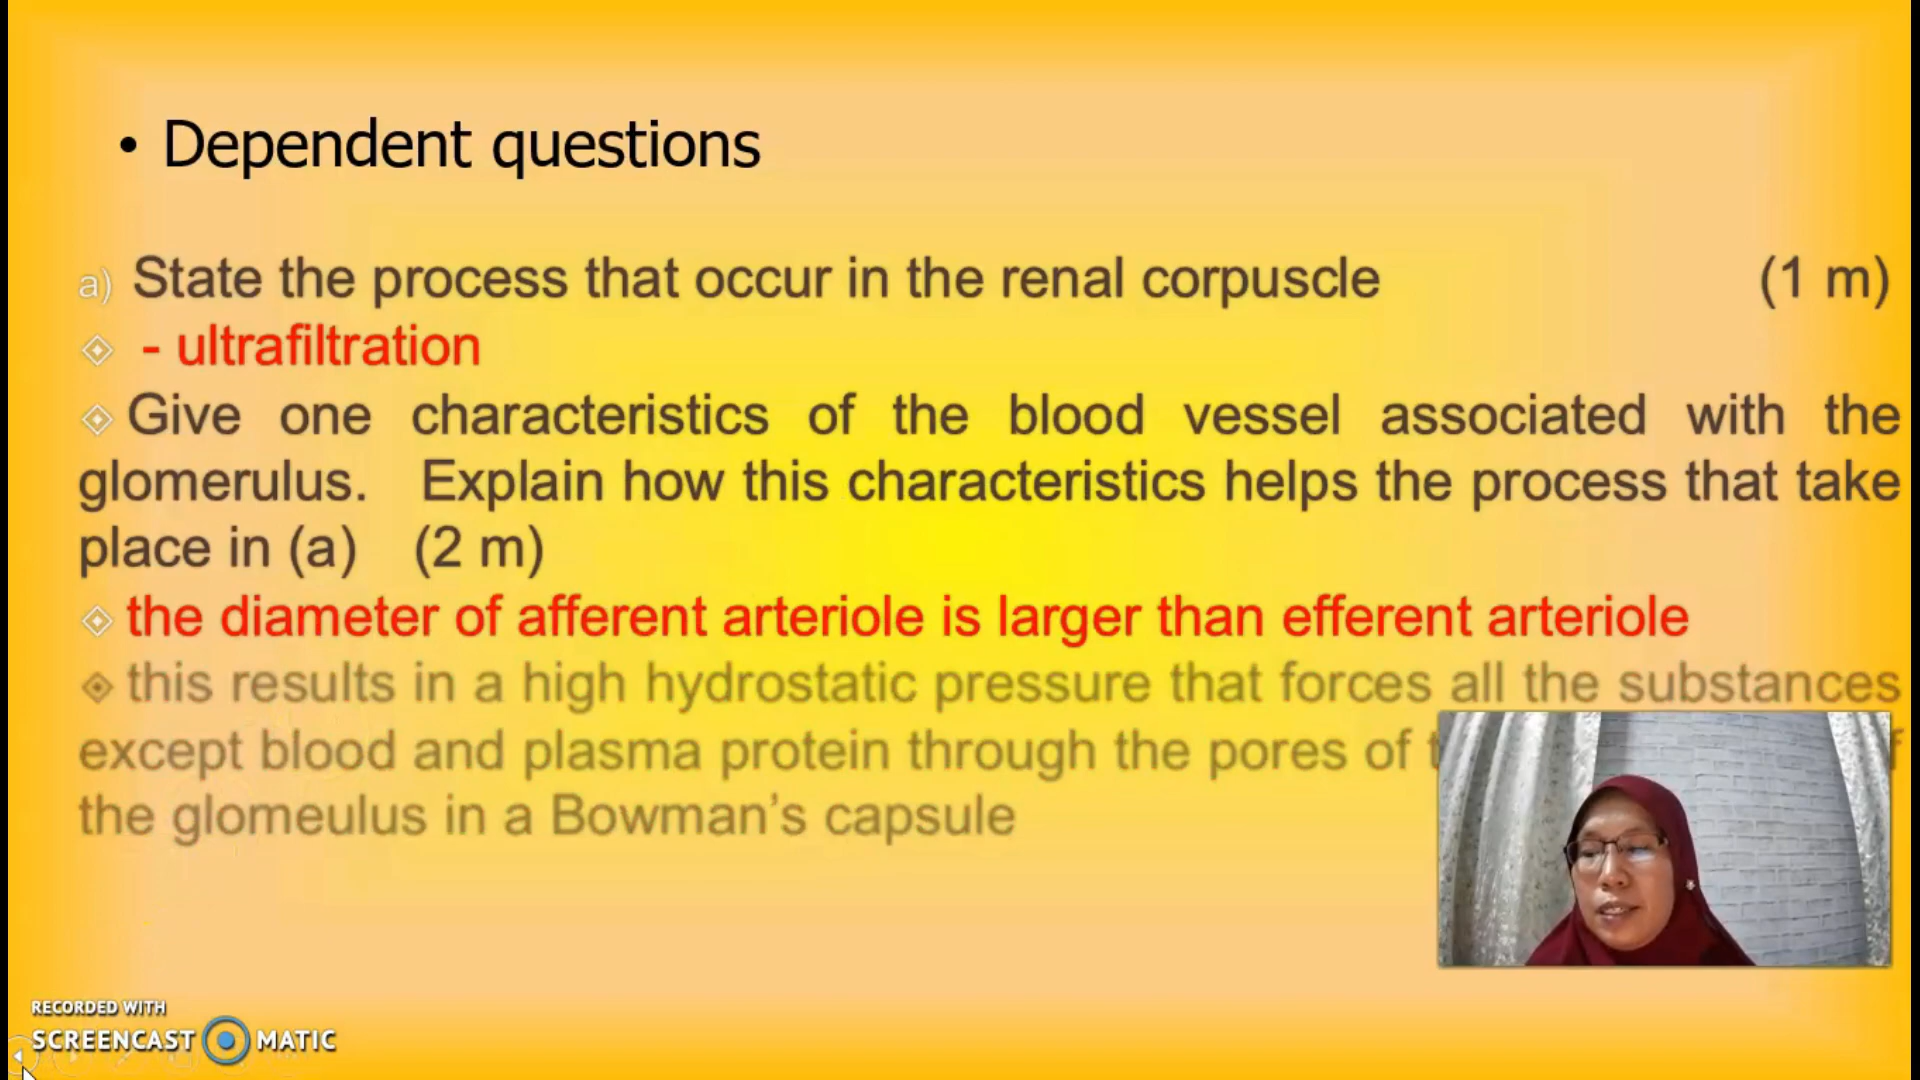 • Dependent questions
a) State the process that occur in the renal corpuscle (1 m)
- ultrafiltration
Give one characteristics of the blood vessel associated with the
glomerulus. Explain how this characteristics helps the process that take
place in (a) (2 m)
the diameter of afferent arteriole is larger than efferent arteriole
this results in a high hydrostatic pressure that forces all the substances
except blood and plasma protein through the pores of
the glomeulus in a Bowman's capsule
RECORDED WITH
SCREENCAST MATIC